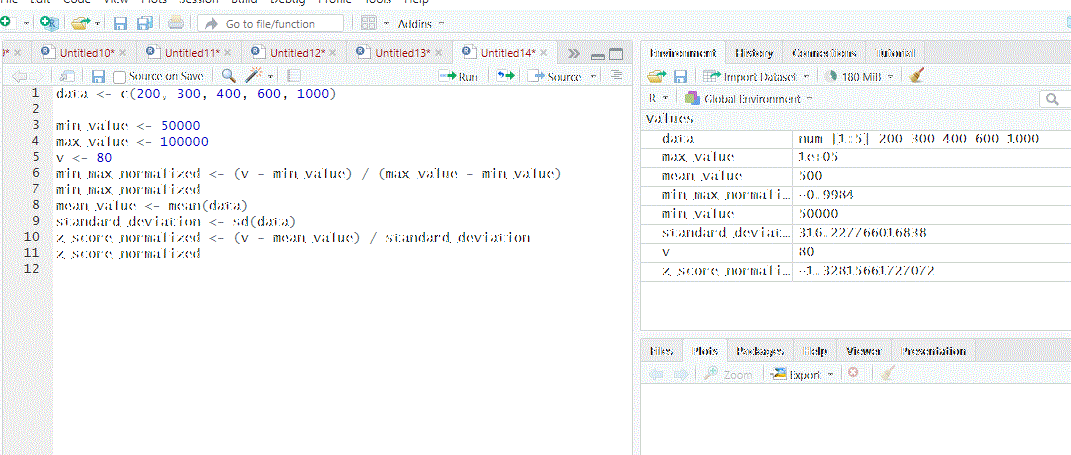 File Edit Code View Plots Session Build Debug Profile Tools Help
Go to file/function Addins
Untitled10* Untitled11* Untitled12* Untitled13* Untitled14*
Source on Save Run Source
1 data <- c(200, 300, 400, 600, 1000)
2
3 min_value <- 50000
4 max_value <- 100000
5 v <- 80
6 min_max_normalized <- (v - min_value) / (max_value - min_value)
7 min_max_normalized
8 mean_value <- mean(data)
9 standard_deviation <- sd(data)
10 z_score_normalized <- (v - mean_value) / standard_deviation
11 z_score_normalized
12
Environment History Connections Tutorial
Import Dataset 180 MiB
R Global Environment
Values
data num [1:5] 200 300 400 600 1000
max_value 1e+05
mean_value 500
min_max_normali… -0.9984
min_value 50000
standard_deviat… 316.227766016838
v 80
z_score_normali… -1.32815661727072
Files Plots Packages Help Viewer Presentation
Zoom Export